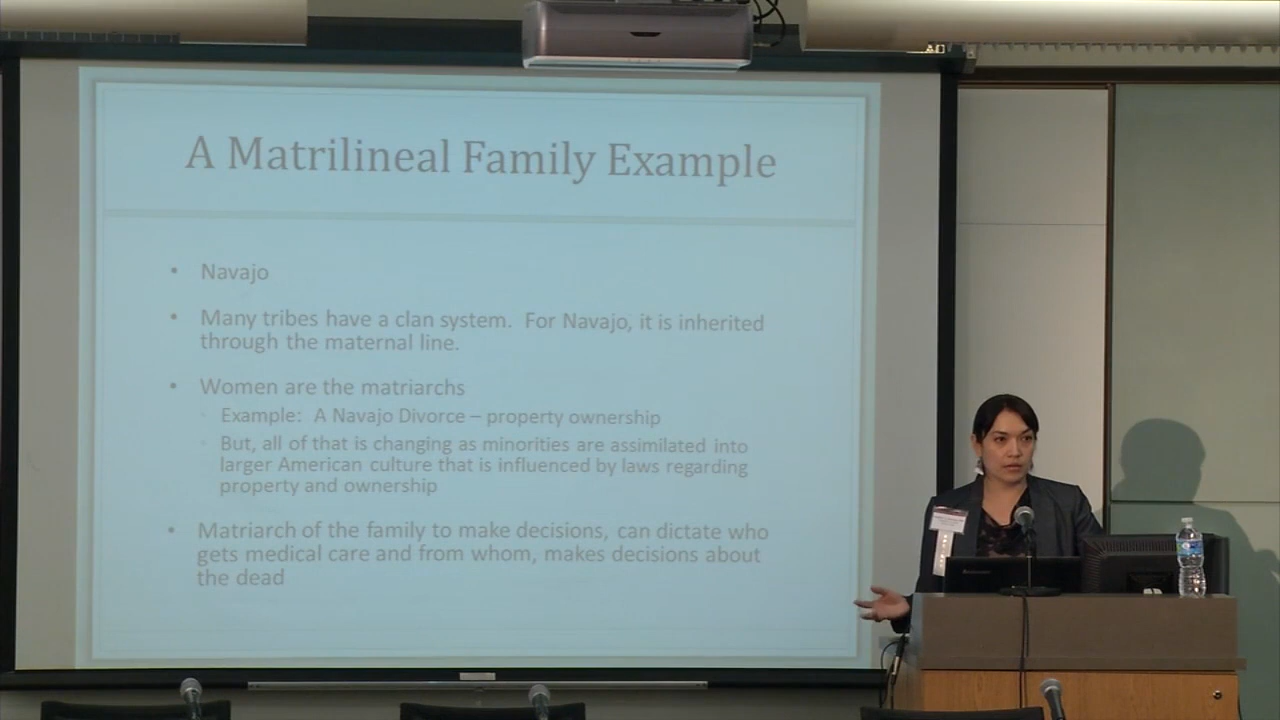 A Matrilineal Family Example
• Navajo
• Many tribes have a clan system. For Navajo, it is inherited
through the maternal line.
• Women are the matriarchs
◦ Example: A Navajo Divorce – property ownership
◦ But, all of that is changing as minorities are assimilated into
larger American culture that is influenced by laws regarding
property and ownership
• Matriarch of the family to make decisions, can dictate who
gets medical care and from whom, makes decisions about
the dead